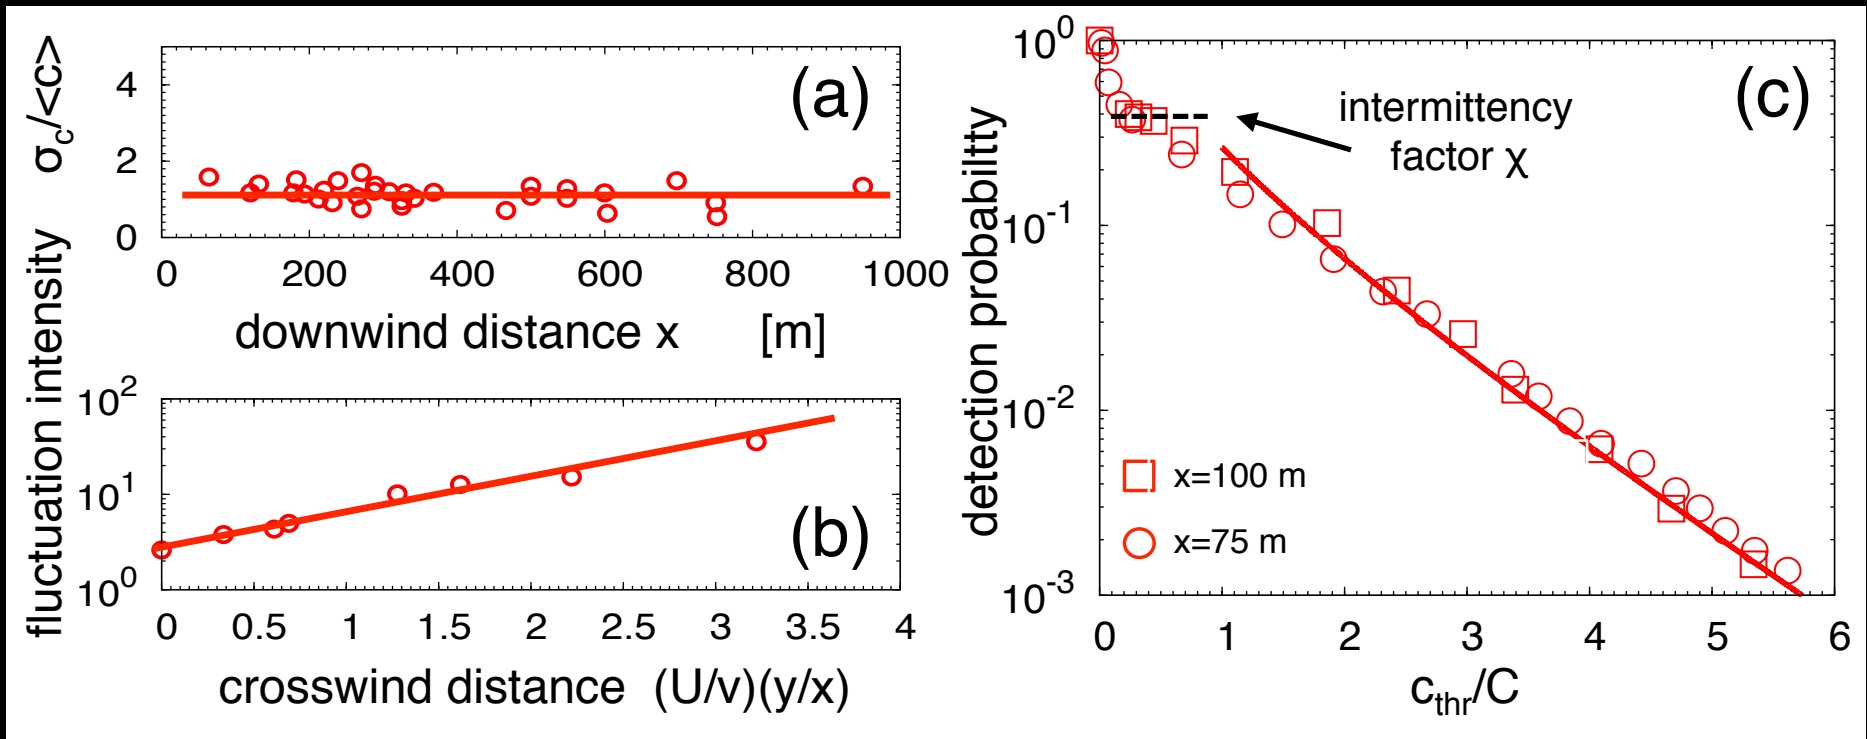 fluctuation intensity σc/<c>
(a)
4
2
0
0 200 400 600 800 1000
downwind distance x [m]
(b)
10²
10¹
10⁰
0 0.5 1 1.5 2 2.5 3 3.5 4
crosswind distance (U/v)(y/x)
detection probability
(c)
10⁰
10⁻¹
10⁻²
10⁻³
intermittency
factor χ
x=100 m
x=75 m
0 1 2 3 4 5 6
cthr/C